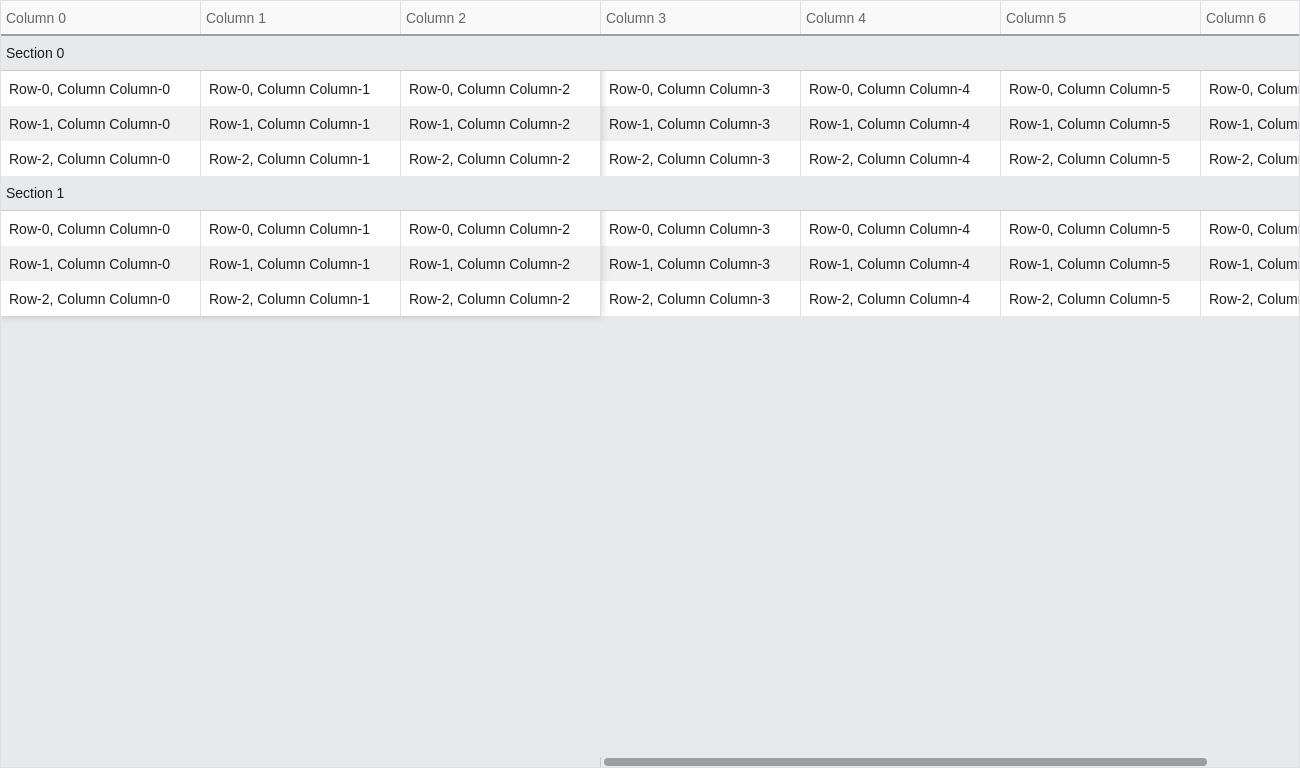 Column 0 Column 1 Column 2 Column 3 Column 4 Column 5 Column 6
Section 0
Row-0, Column Column-0 Row-0, Column Column-1 Row-0, Column Column-2 Row-0, Column Column-3 Row-0, Column Column-4 Row-0, Column Column-5 Row-0, Colum
Row-1, Column Column-0 Row-1, Column Column-1 Row-1, Column Column-2 Row-1, Column Column-3 Row-1, Column Column-4 Row-1, Column Column-5 Row-1, Colum
Row-2, Column Column-0 Row-2, Column Column-1 Row-2, Column Column-2 Row-2, Column Column-3 Row-2, Column Column-4 Row-2, Column Column-5 Row-2, Colum
Section 1
Row-0, Column Column-0 Row-0, Column Column-1 Row-0, Column Column-2 Row-0, Column Column-3 Row-0, Column Column-4 Row-0, Column Column-5 Row-0, Colum
Row-1, Column Column-0 Row-1, Column Column-1 Row-1, Column Column-2 Row-1, Column Column-3 Row-1, Column Column-4 Row-1, Column Column-5 Row-1, Colum
Row-2, Column Column-0 Row-2, Column Column-1 Row-2, Column Column-2 Row-2, Column Column-3 Row-2, Column Column-4 Row-2, Column Column-5 Row-2, Colum